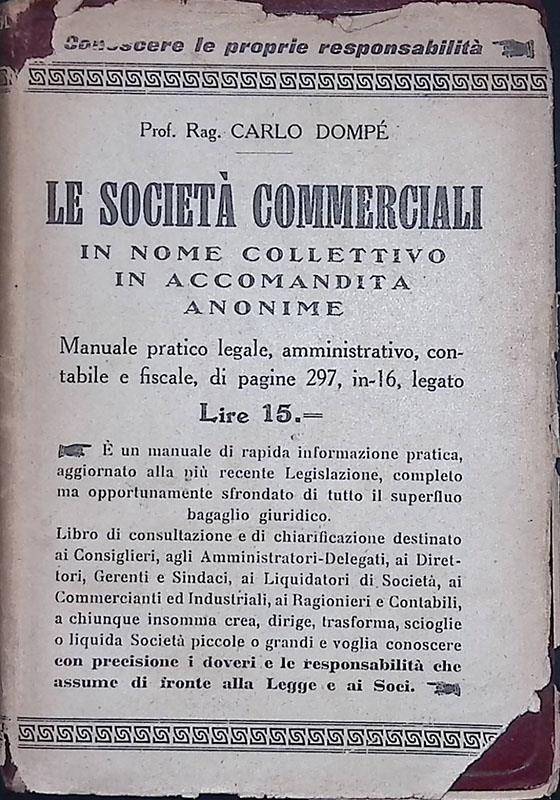 Conoscere le proprie responsabilità
Prof. Rag. CARLO DOMPÉ
LE SOCIETÀ COMMERCIALI
IN NOME COLLETTIVO
IN ACCOMANDITA
ANONIME
Manuale pratico legale, amministrativo, con-
tabile e fiscale, di pagine 297, in-16, legato
Lire 15.=
È un manuale di rapida informazione pratica,
aggiornato alla più recente Legislazione, completo
ma opportunamente sfrondato di tutto il superfluo
bagaglio giuridico.
Libro di consultazione e di chiarificazione destinato
ai Consiglieri, agli Amministratori-Delegati, ai Diret-
tori, Gerenti e Sindaci, ai Liquidatori di Società, ai
Commercianti ed Industriali, ai Ragionieri e Contabili,
a chiunque insomma crea, dirige, trasforma, scioglie
o liquida Società piccole o grandi e voglia conoscere
con precisione i doveri e le responsabilità che
assume di fronte alla Legge e ai Soci.